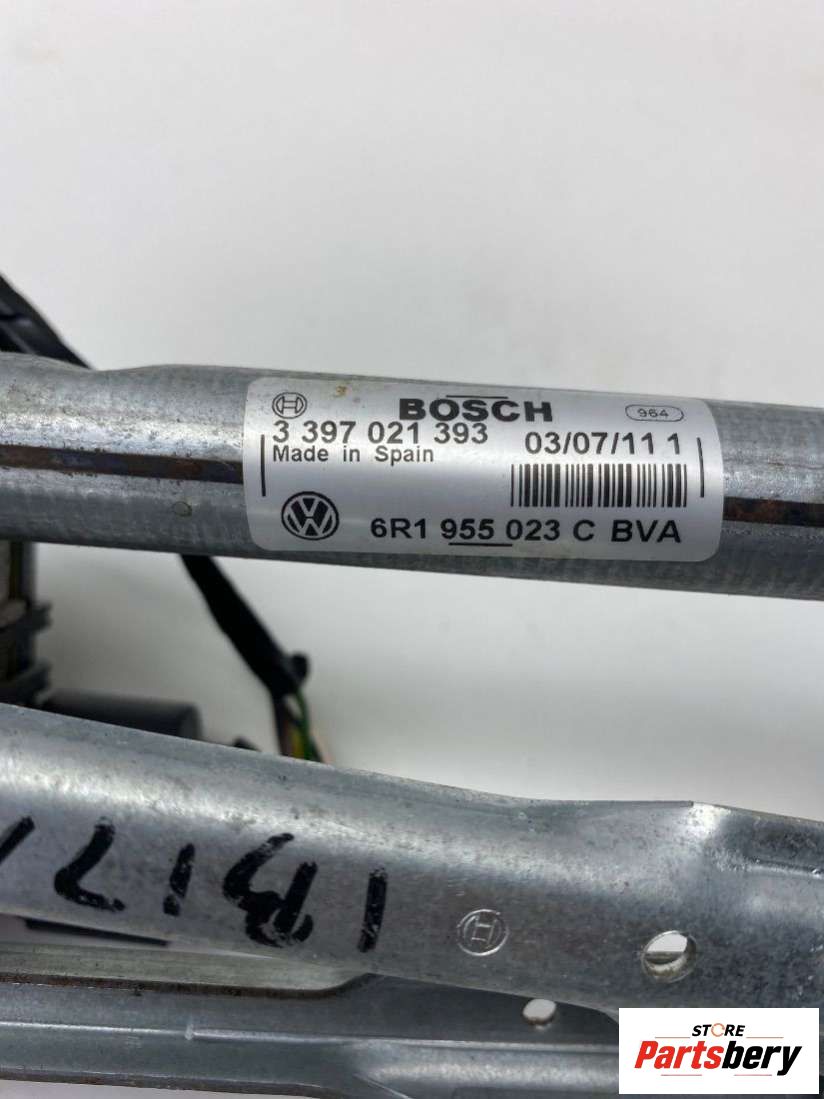 BOSCH
964
3 397 021 393
03/07/11 1
Made in Spain
6R1 955 023 C BVA
STORE
Partsbery